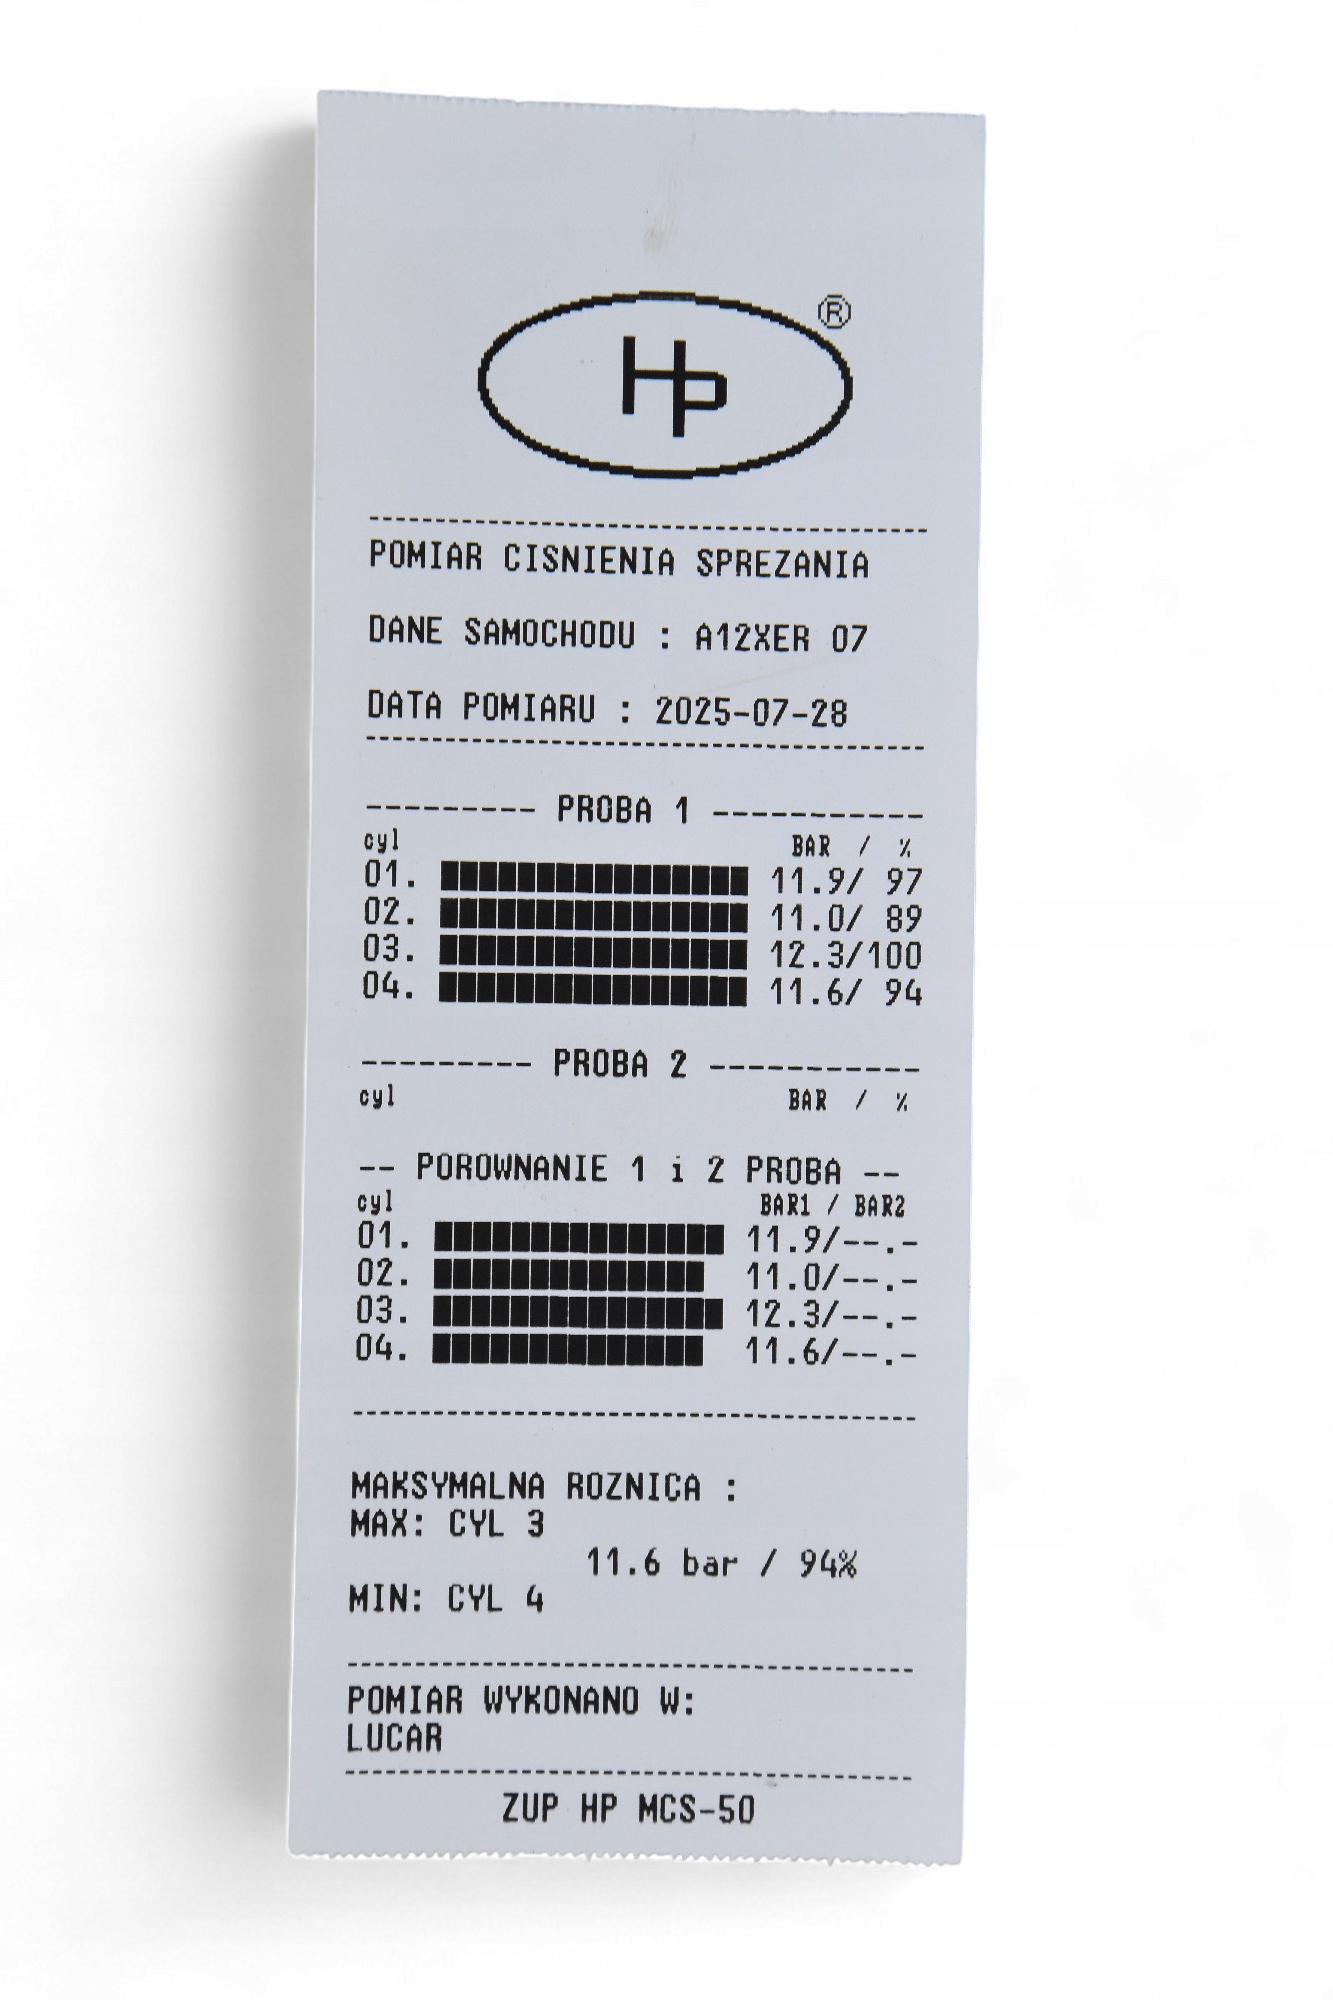 HP ®
POMIAR CISNIENIA SPREZANIA
DANE SAMOCHODU : A12XER 07
DATA POMIARU : 2025-07-28
--------- PROBA 1 -----------
cyl BAR / %
01. 11.9/ 97
02. 11.0/ 89
03. 12.3/100
04. 11.6/ 94
--------- PROBA 2 -----------
cyl BAR / %
-- POROWNANIE 1 i 2 PROBA --
cyl BAR1 / BAR2
01. 11.9/--.-
02. 11.0/--.-
03. 12.3/--.-
04. 11.6/--.-
MAKSYMALNA ROZNICA :
MAX: CYL 3
11.6 bar / 94%
MIN: CYL 4
POMIAR WYKONANO W:
LUCAR
ZUP HP MCS-50